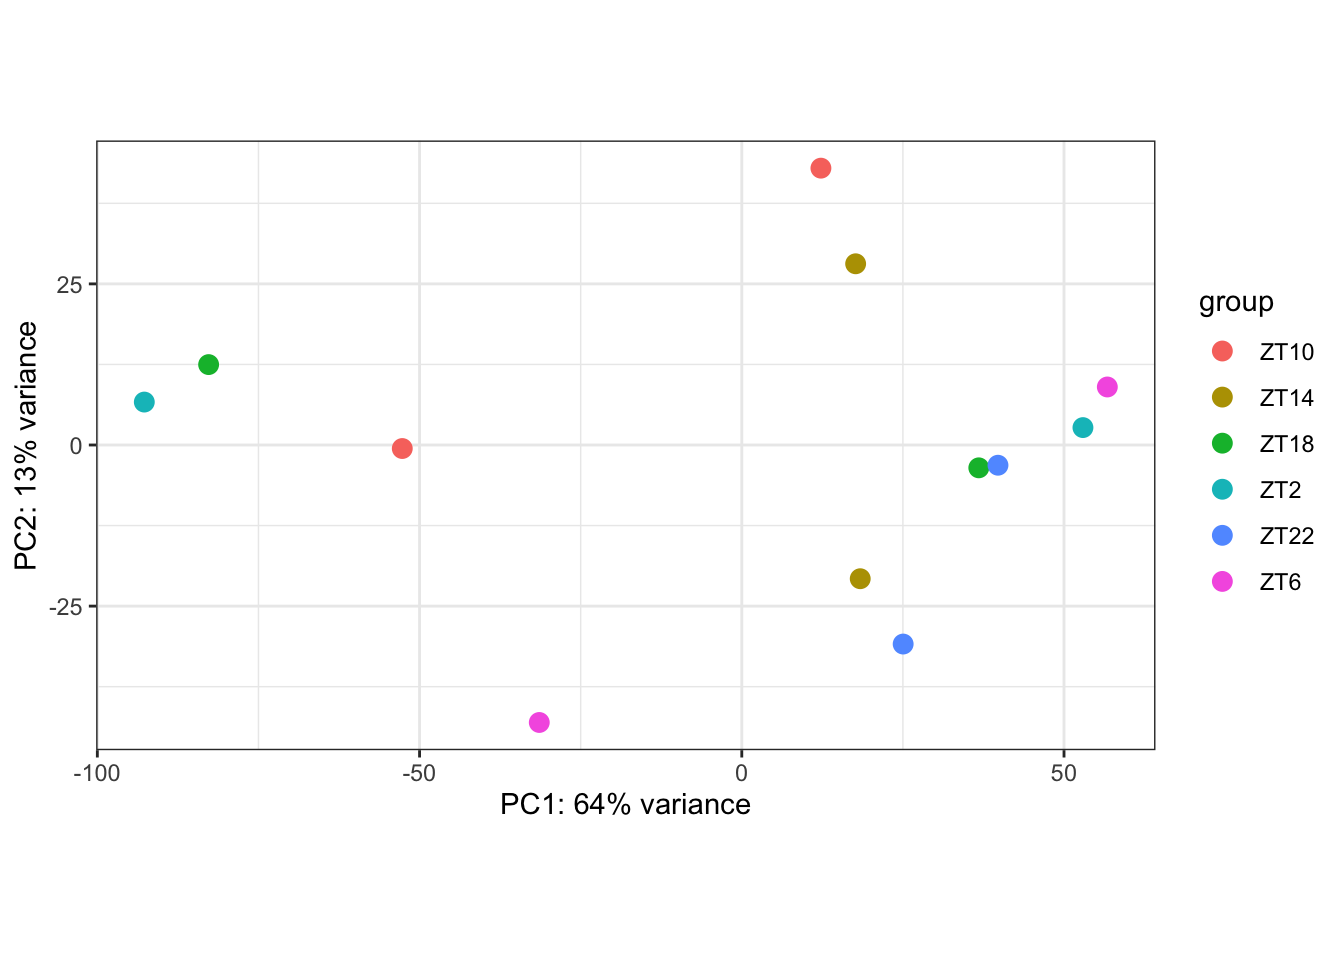 25
0
-25
-100
-50
0
50
PC1: 64% variance
PC2: 13% variance
group
ZT10
ZT14
ZT18
ZT2
ZT22
ZT6